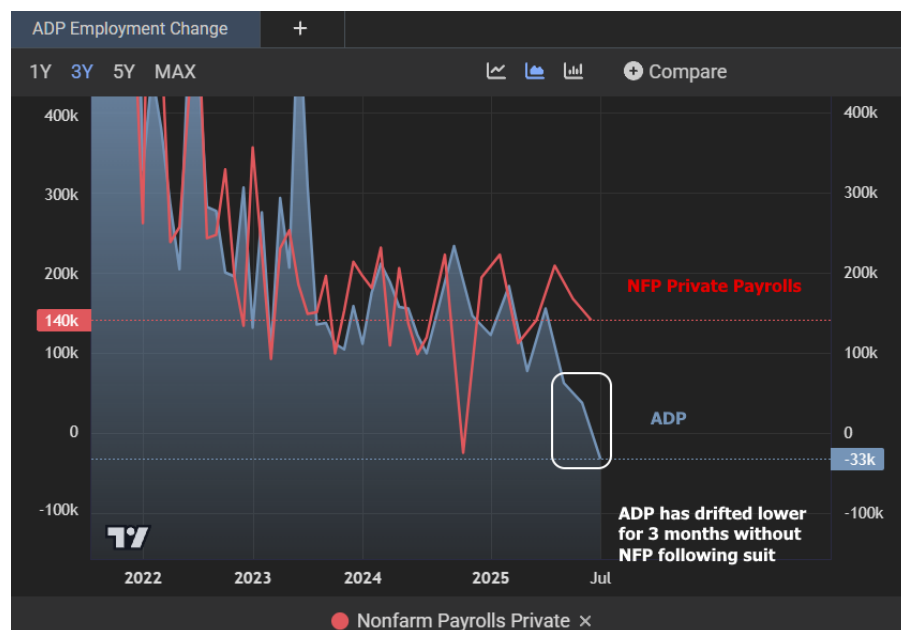 ADP Employment Change +
1Y 3Y 5Y MAX + Compare
400k 400k
300k 300k
200k 200k
NFP Private Payrolls
140k
100k 100k
ADP
0 0
-33k
-100k -100k
ADP has drifted lower
for 3 months without
NFP following suit
2022 2023 2024 2025 Jul
Nonfarm Payrolls Private ×